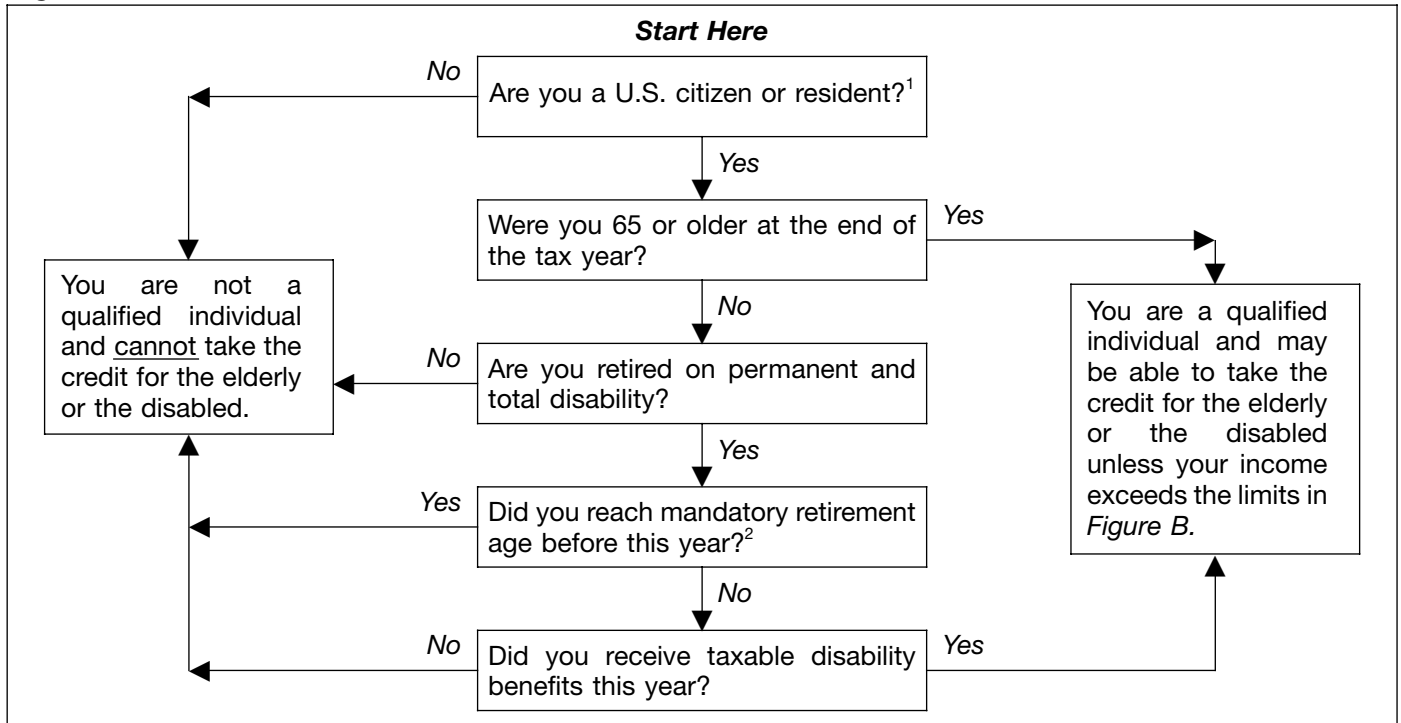 Start Here
No
Are you a U.S. citizen or resident?1
Yes
Were you 65 or older at the end of
the tax year?
Yes
No
You are not a
qualified individual
and cannot take the
credit for the elderly
or the disabled.
No
Are you retired on permanent and
total disability?
You are a qualified
individual and may
be able to take the
credit for the elderly
or the disabled
unless your income
exceeds the limits in
Figure B.
Yes
Yes
Did you reach mandatory retirement
age before this year?2
No
No
Did you receive taxable disability
benefits this year?
Yes